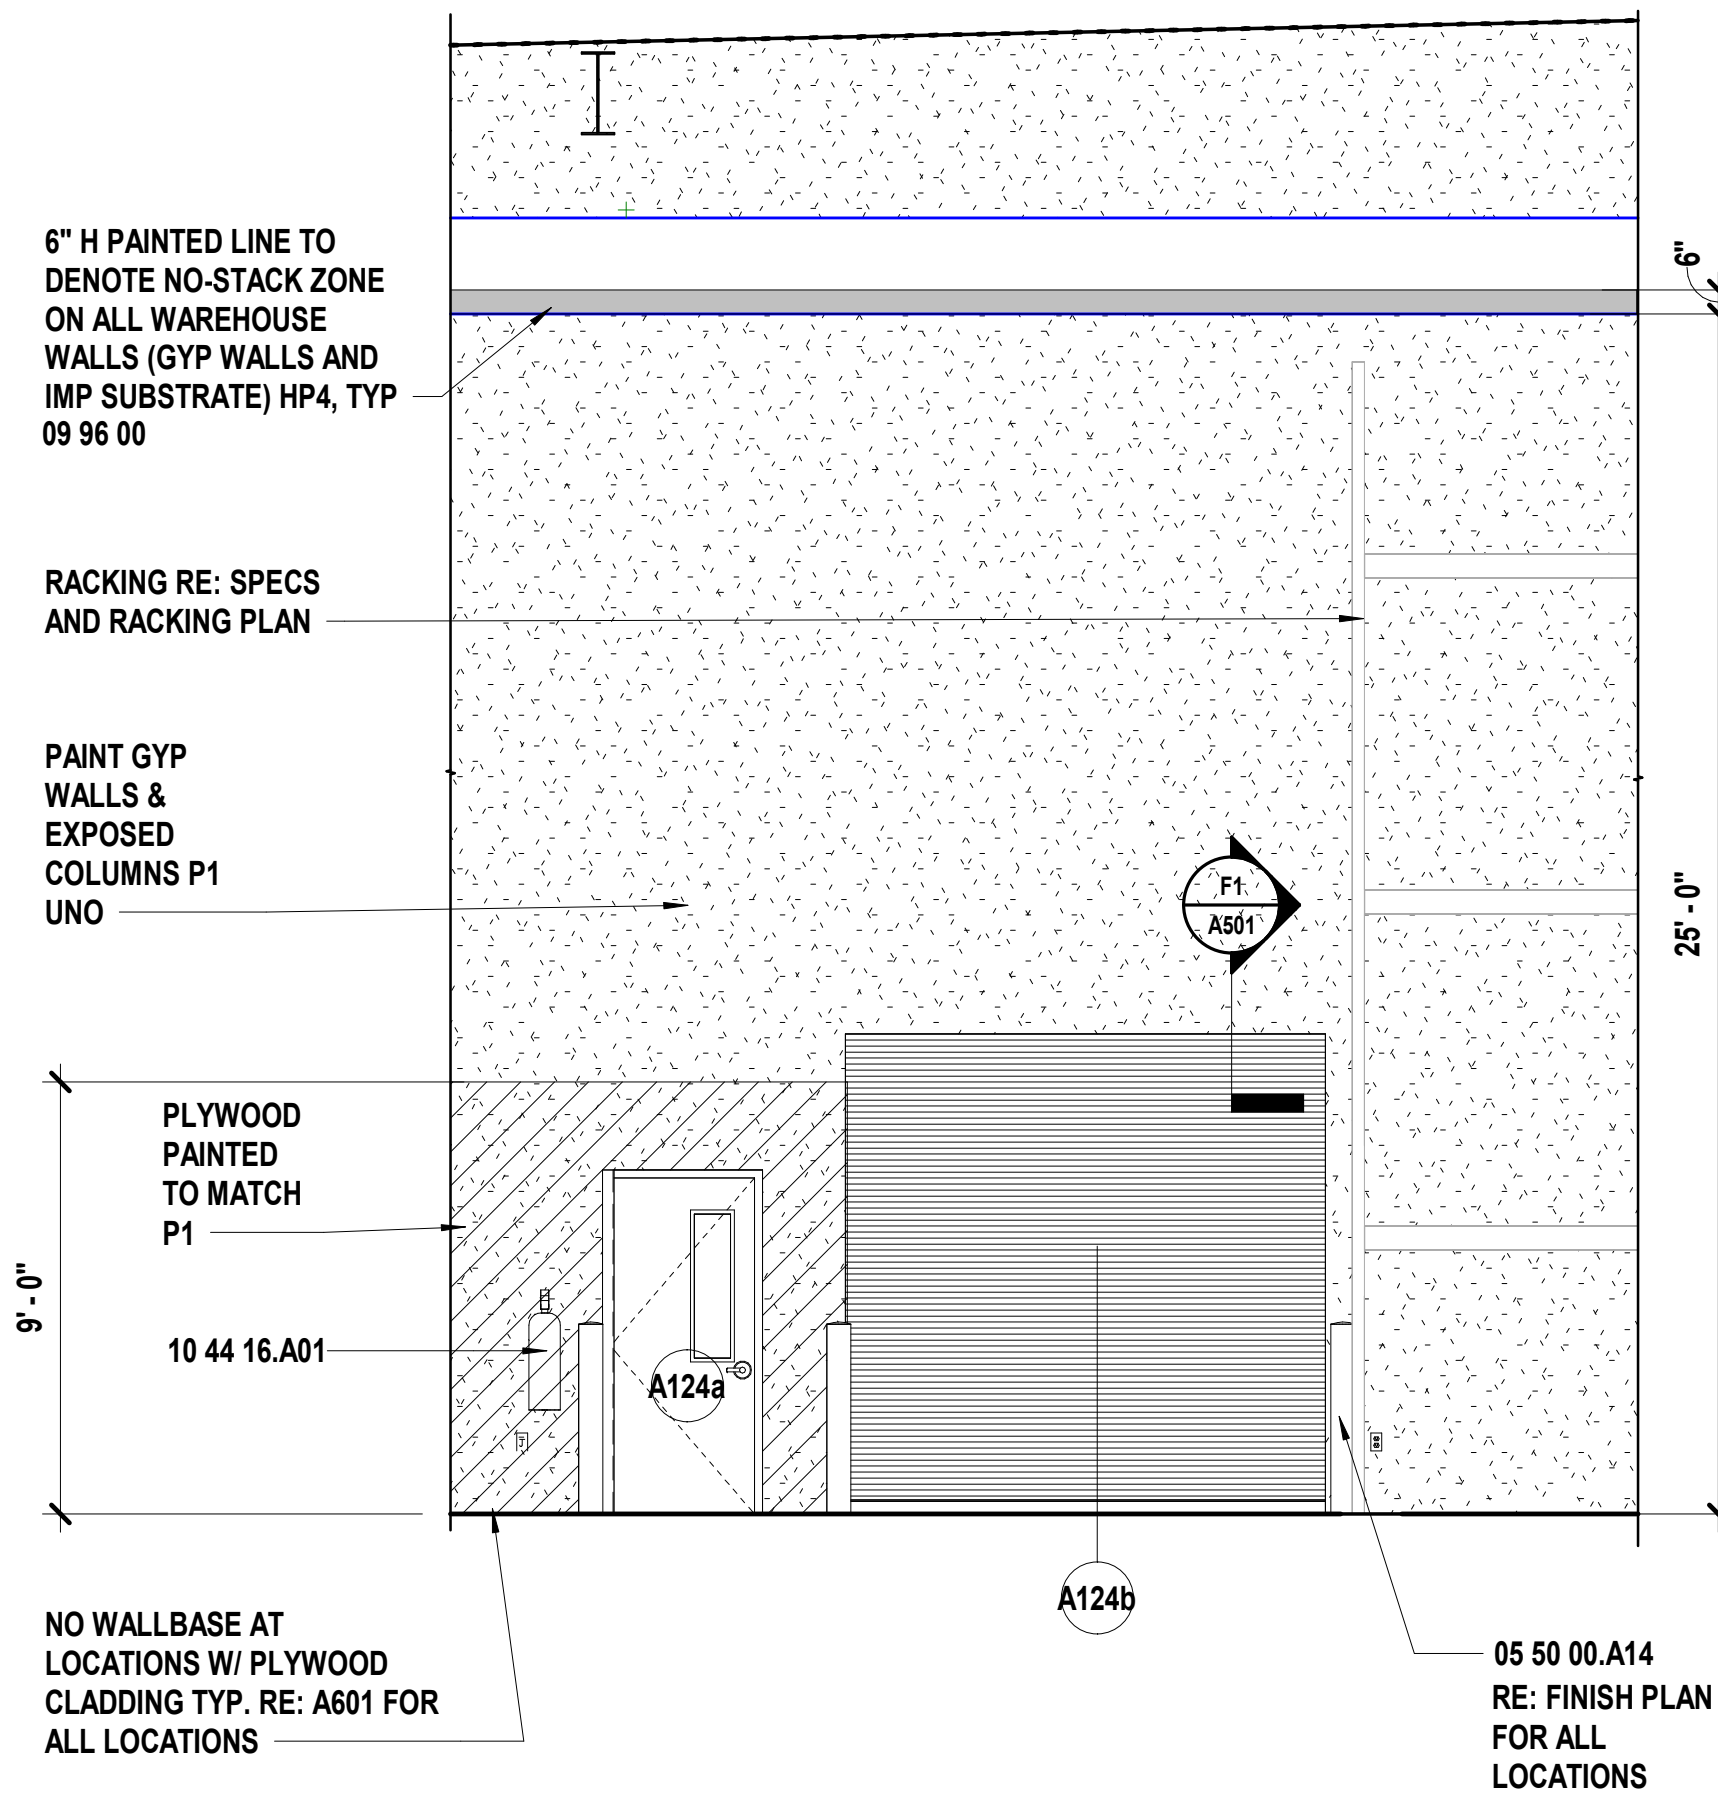 6" H PAINTED LINE TO
DENOTE NO-STACK ZONE
ON ALL WAREHOUSE
WALLS (GYP WALLS AND
IMP SUBSTRATE) HP4, TYP
09 96 00
6"
RACKING RE: SPECS
AND RACKING PLAN
PAINT GYP
WALLS &
EXPOSED
COLUMNS P1
UNO
F1
A501
25' - 0"
PLYWOOD
PAINTED
TO MATCH
P1
9' - 0"
10 44 16.A01
A124a
J
A124b
NO WALLBASE AT
LOCATIONS W/ PLYWOOD
CLADDING TYP. RE: A601 FOR
ALL LOCATIONS
05 50 00.A14
RE: FINISH PLAN
FOR ALL
LOCATIONS